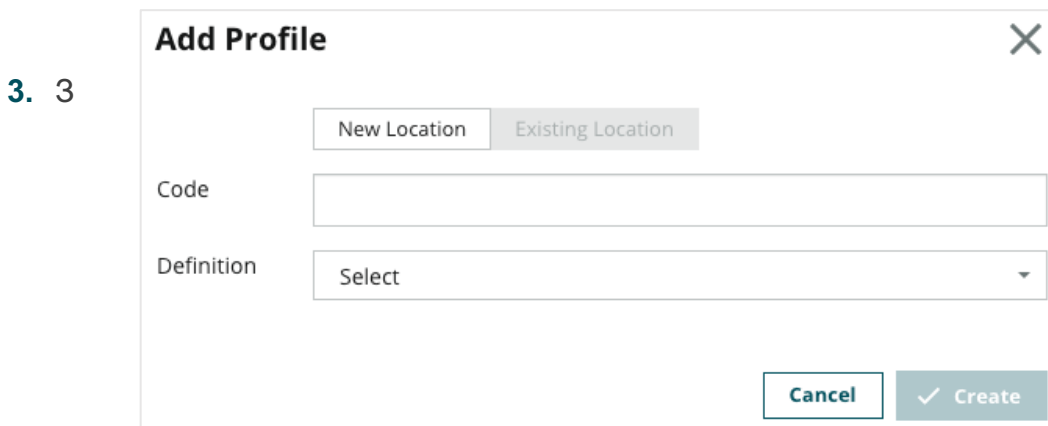 Add Profile
3. 3
New Location Existing Location
Code
Definition Select
Cancel Create